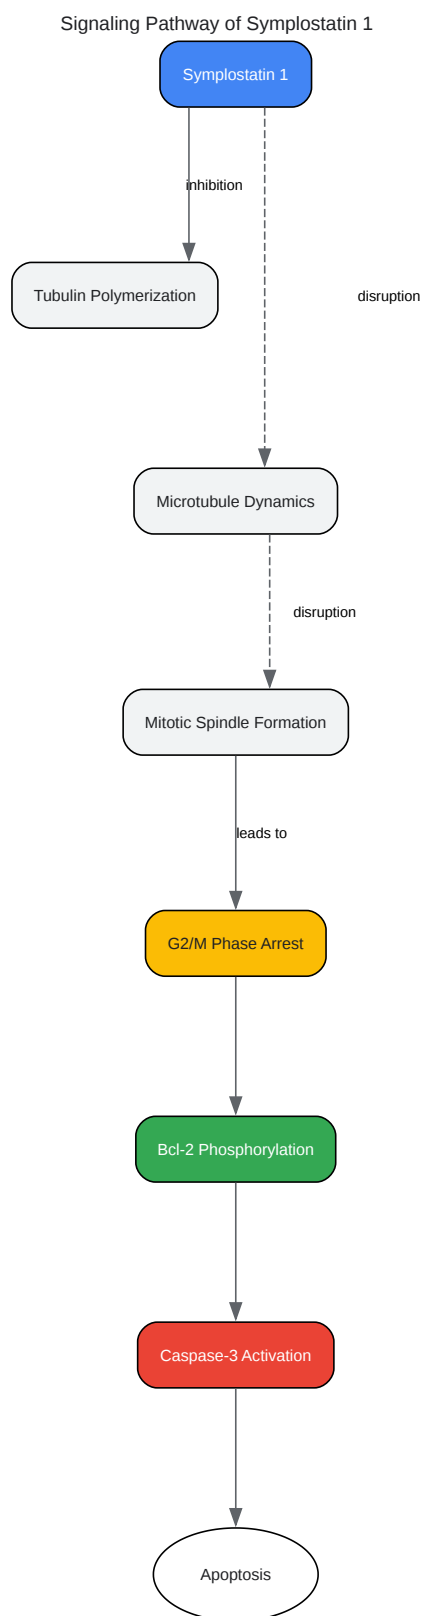 Signaling Pathway of Symplostatin 1
Symplostatin 1
inhibition
Tubulin Polymerization
disruption
Microtubule Dynamics
disruption
Mitotic Spindle Formation
leads to
G2/M Phase Arrest
Bcl-2 Phosphorylation
Caspase-3 Activation
Apoptosis